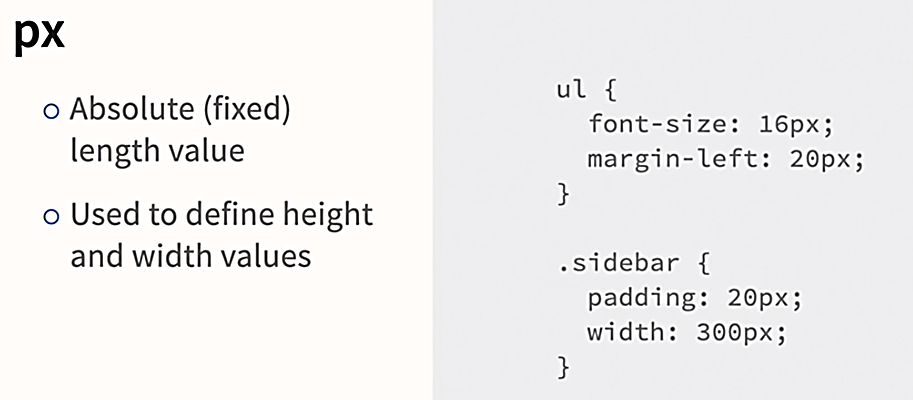 px
Absolute (fixed)
length value
Used to define height
and width values
ul {
font-size: 16px;
margin-left: 20px;
}
.sidebar {
padding: 20px;
width: 300px;
}